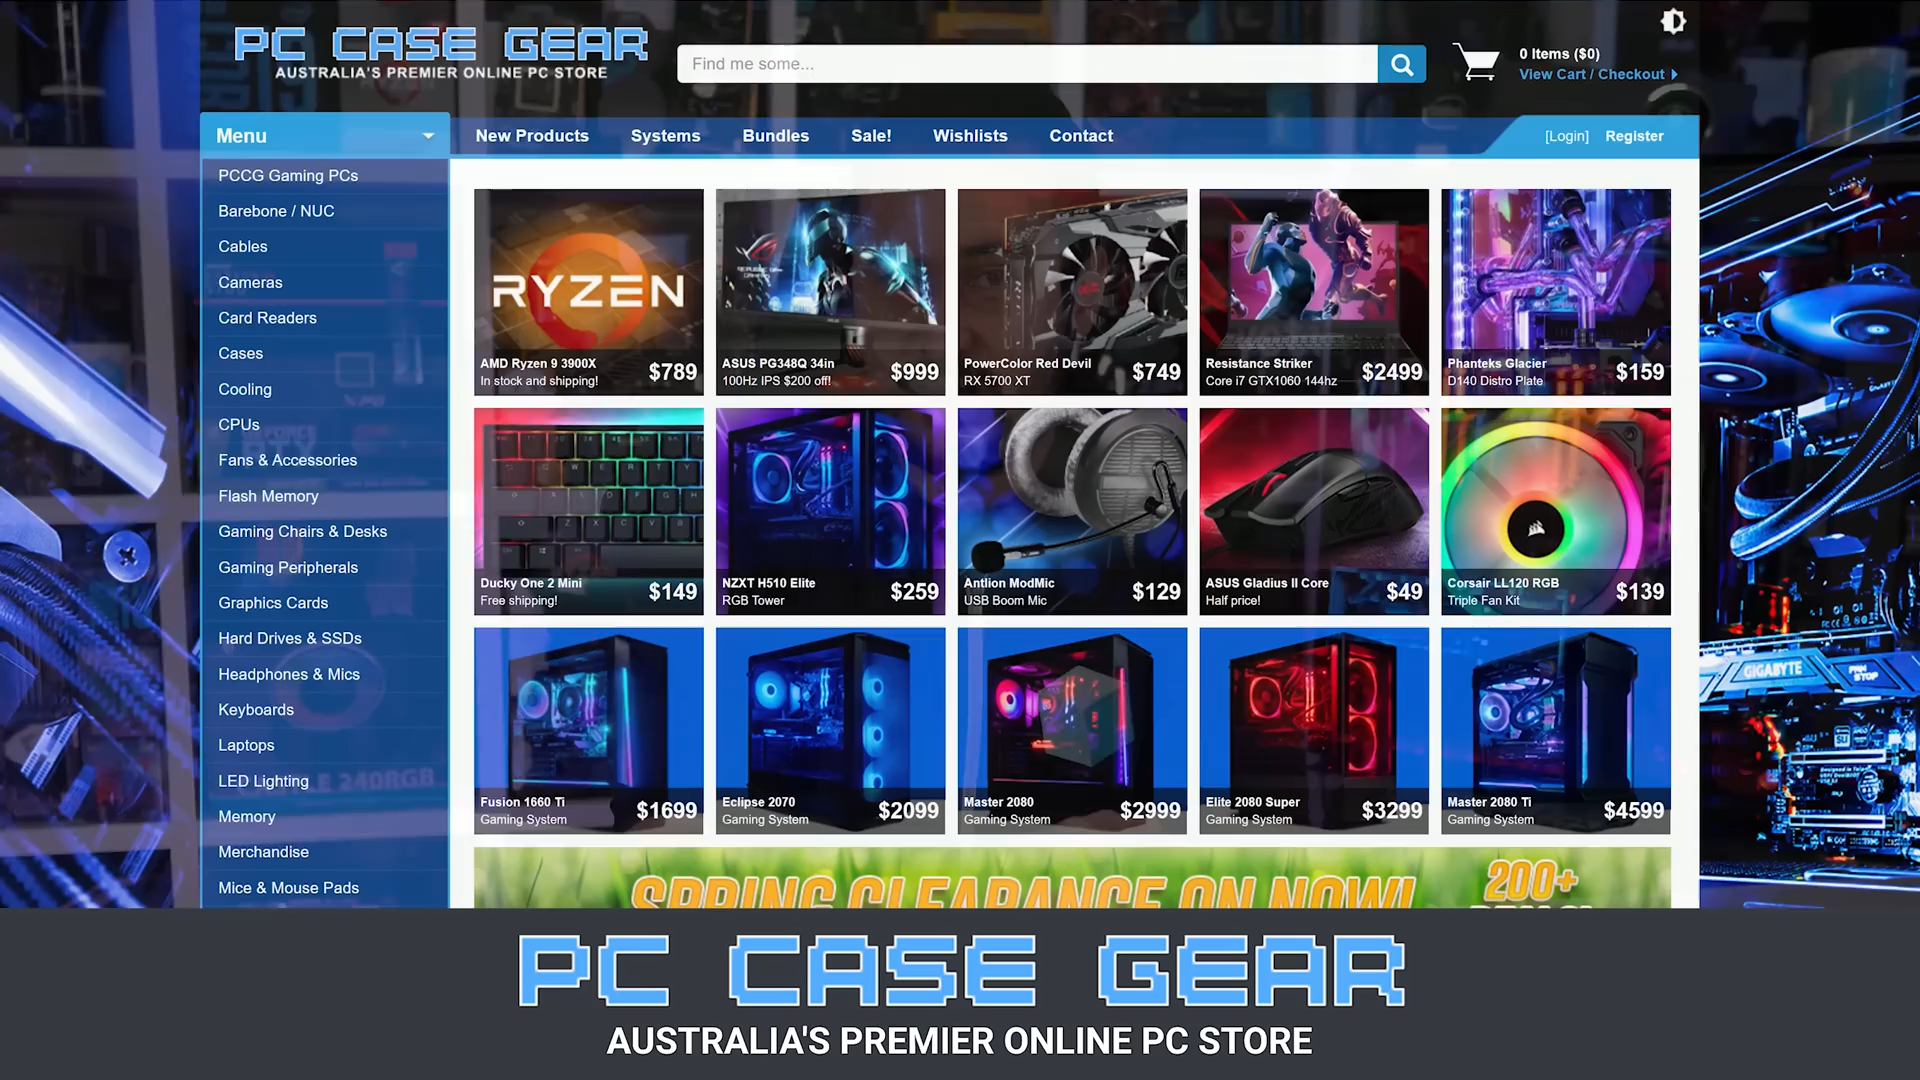 PC CASE GEAR
AUSTRALIA'S PREMIER ONLINE PC STORE
Find me some...
0 Items ($0)
View Cart / Checkout
Menu
New Products
Systems
Bundles
Sale!
Wishlists
Contact
[Login]
Register
PCCG Gaming PCs
Barebone / NUC
Cables
Cameras
Card Readers
Cases
Cooling
CPUs
Fans & Accessories
Flash Memory
Gaming Chairs & Desks
Gaming Peripherals
Graphics Cards
Hard Drives & SSDs
Headphones & Mics
Keyboards
Laptops
LED Lighting
Memory
Merchandise
Mice & Mouse Pads
RYZEN
AMD Ryzen 9 3900X
In stock and shipping!
$789
ASUS PG348Q 34in
100Hz IPS $200 off!
$999
PowerColor Red Devil
RX 5700 XT
$749
Resistance Striker
Core i7 GTX1060 144hz
$2499
Phanteks Glacier
D140 Distro Plate
$159
Ducky One 2 Mini
Free shipping!
$149
NZXT H510 Elite
RGB Tower
$259
Antlion ModMic
USB Boom Mic
$129
ASUS Gladius II Core
Half price!
$49
Corsair LL120 RGB
Triple Fan Kit
$139
Fusion 1660 Ti
Gaming System
$1699
Eclipse 2070
Gaming System
$2099
Master 2080
Gaming System
$2999
Elite 2080 Super
Gaming System
$3299
Master 2080 Ti
Gaming System
$4599
SPRING CLEARANCE ON NOW!
200+
GIGABYTE
FAN STOP
PC CASE GEAR
AUSTRALIA'S PREMIER ONLINE PC STORE